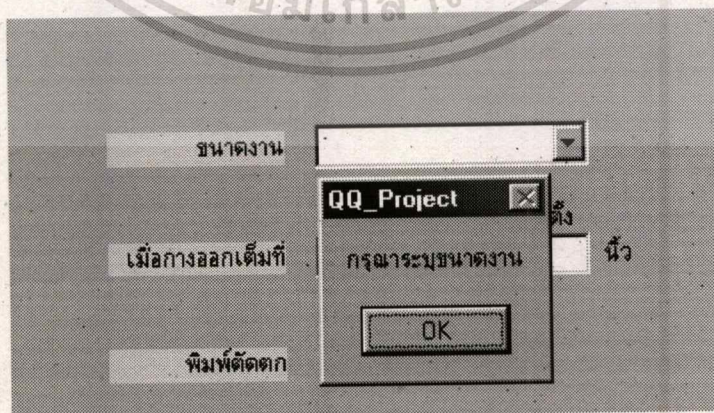 ขนาดงาน
QQ_Project
ตั้ง
เมื่อกางออกเต็มที่
กรุณาระบุขนาดงาน
นิ้ว
OK
พิมพ์ตัดตก